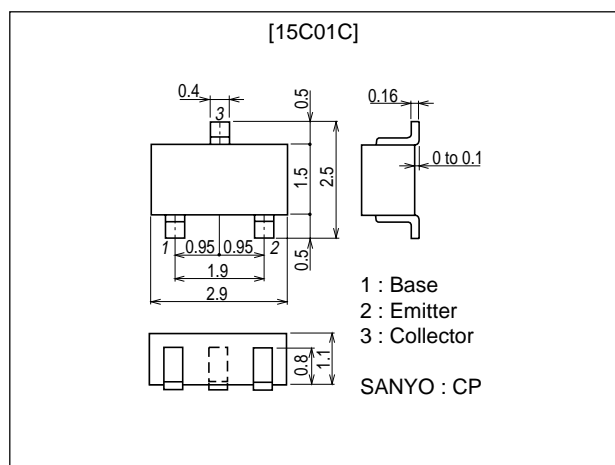 [15C01C]
0.4
3
0.5
1.5
2.5
0.5
1
0.95
0.95
2
1.9
2.9
0.16
0 to 0.1
1 : Base
2 : Emitter
3 : Collector
0.8
1.1
SANYO : CP